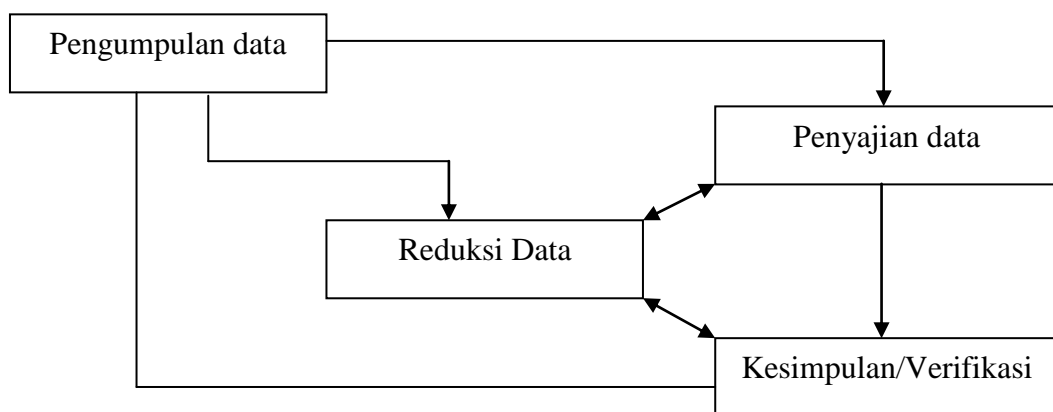 Pengumpulan data
Penyajian data
Reduksi Data
Kesimpulan/Verifikasi